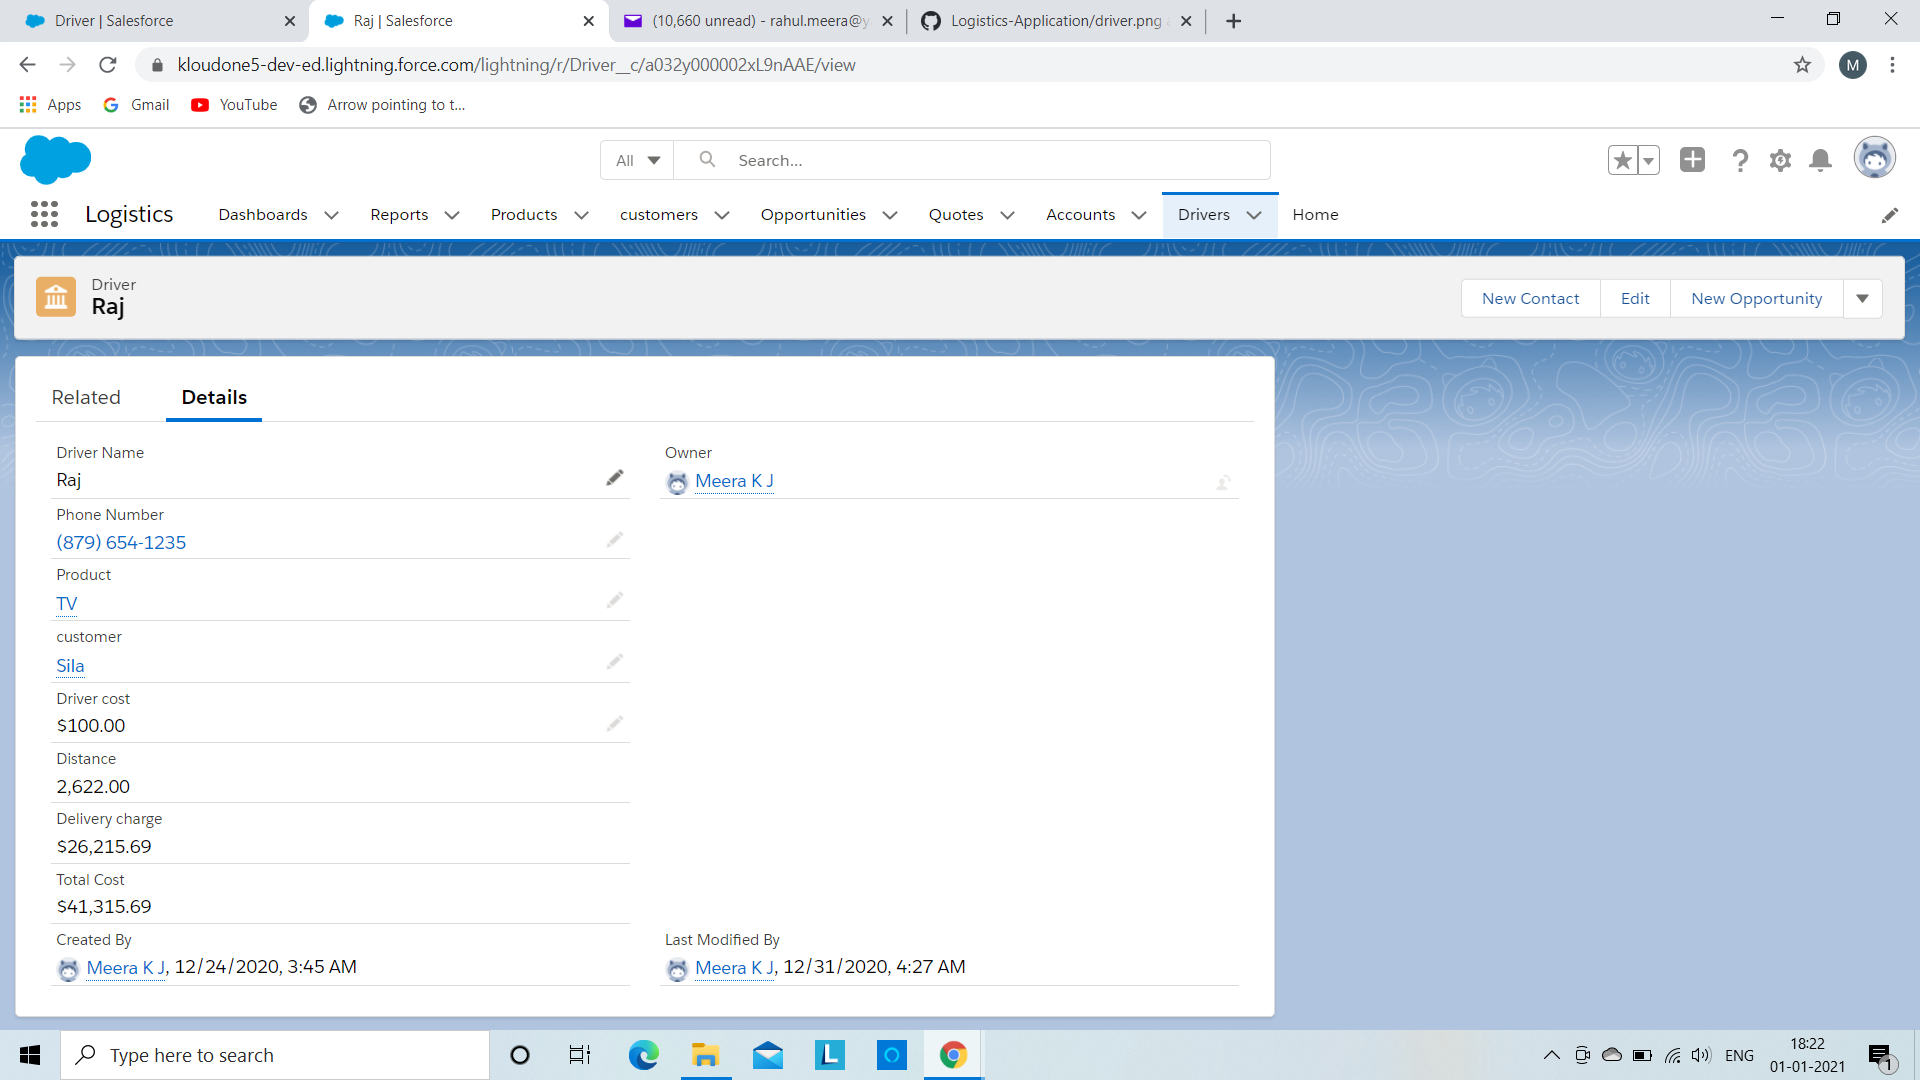 Driver | Salesforce
Raj | Salesforce
(10,660 unread) - rahul.meera@y
Logistics-Application/driver.png
kloudone5-dev-ed.lightning.force.com/lightning/r/Driver__c/a032y000002xL9nAAE/view
M
Apps
Gmail
YouTube
Arrow pointing to t...
All
Search...
Logistics
Dashboards
Reports
Products
customers
Opportunities
Quotes
Accounts
Drivers
Home
Driver
Raj
New Contact
Edit
New Opportunity
Related
Details
Driver Name
Raj
Owner
Meera K J
Phone Number
(879) 654-1235
Product
TV
customer
Sila
Driver cost
$100.00
Distance
2,622.00
Delivery charge
$26,215.69
Total Cost
$41,315.69
Created By
Meera K J, 12/24/2020, 3:45 AM
Last Modified By
Meera K J, 12/31/2020, 4:27 AM
Type here to search
L
ENG
18:22
01-01-2021
1